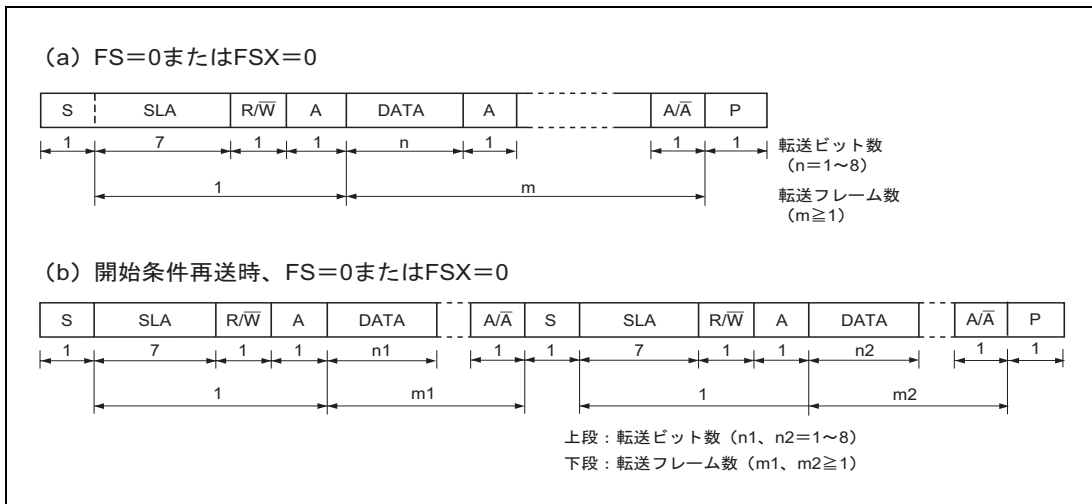 (a) FS=0またはFSX=0
S SLA R/W̅ A DATA A A/A̅ P
1 7 1 1 n 1 1 1 転送ビット数
(n=1~8)
1 m 転送フレーム数
(m≧1)
(b) 開始条件再送時、FS=0またはFSX=0
S SLA R/W̅ A DATA A/A̅ S SLA R/W̅ A DATA A/A̅ P
1 7 1 1 n1 1 1 7 1 1 n2 1 1
1 m1 1 m2
上段：転送ビット数（n1、n2=1~8）
下段：転送フレーム数（m1、m2≧1）